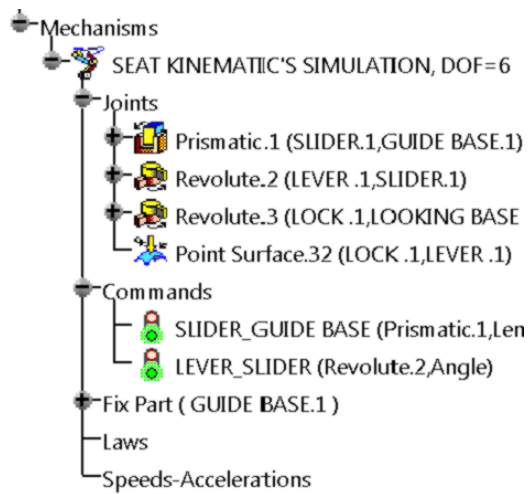 Mechanisms
SEAT KINEMATIIC'S SIMULATION, DOF=6
Joints
Prismatic.1 (SLIDER.1,GUIDE BASE.1)
Revolute.2 (LEVER .1,SLIDER.1)
Revolute.3 (LOCK .1,LOOKING BASE
Point Surface.32 (LOCK .1,LEVER .1)
Commands
SLIDER_GUIDE BASE (Prismatic.1,Len
LEVER_SLIDER (Revolute.2,Angle)
Fix Part ( GUIDE BASE.1 )
Laws
Speeds-Accelerations